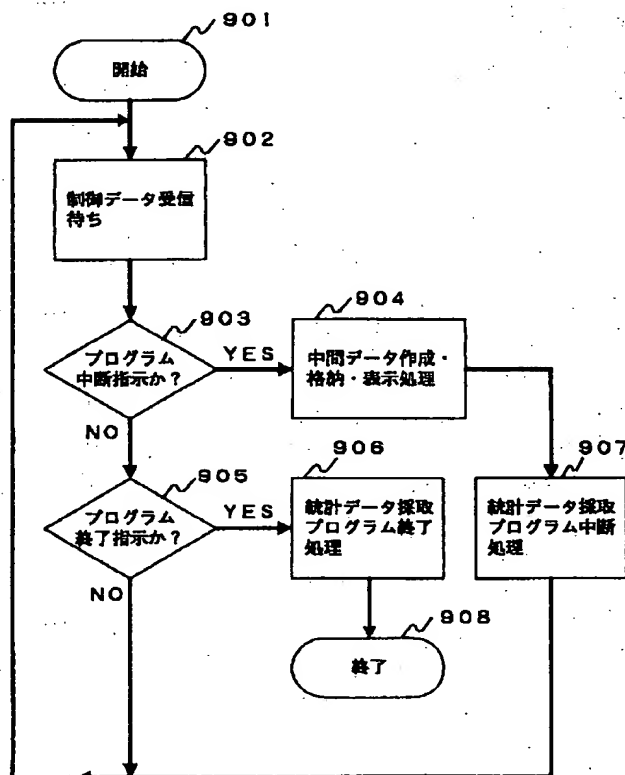 901
開始
902
制御データ受信
待ち
903
プログラム
中断指示か?
YES
NO
904
中間データ作成・
格納・表示処理
905
プログラム
終了指示か?
YES
NO
906
統計データ採取
プログラム終了
処理
907
統計データ採取
プログラム中断
処理
908
終了